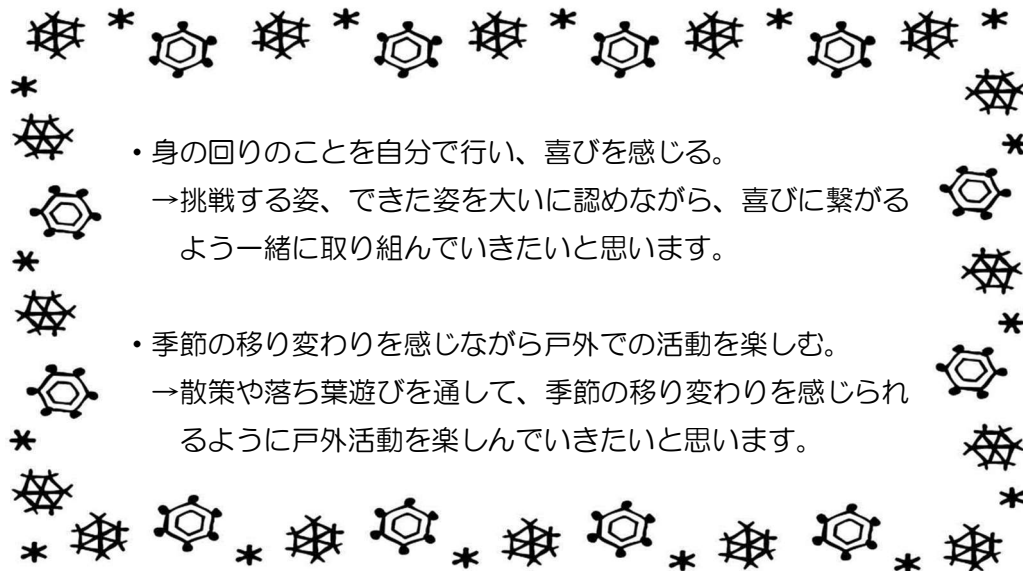 ・身の回りのことを自分で行い、喜びを感じる。
→挑戦する姿、できた姿を大いに認めながら、喜びに繋がる
よう一緒に取り組んでいきたいと思います。
・季節の移り変わりを感じながら戸外での活動を楽しむ。
→散策や落ち葉遊びを通して、季節の移り変わりを感じられ
るように戸外活動を楽しんでいきたいと思います。